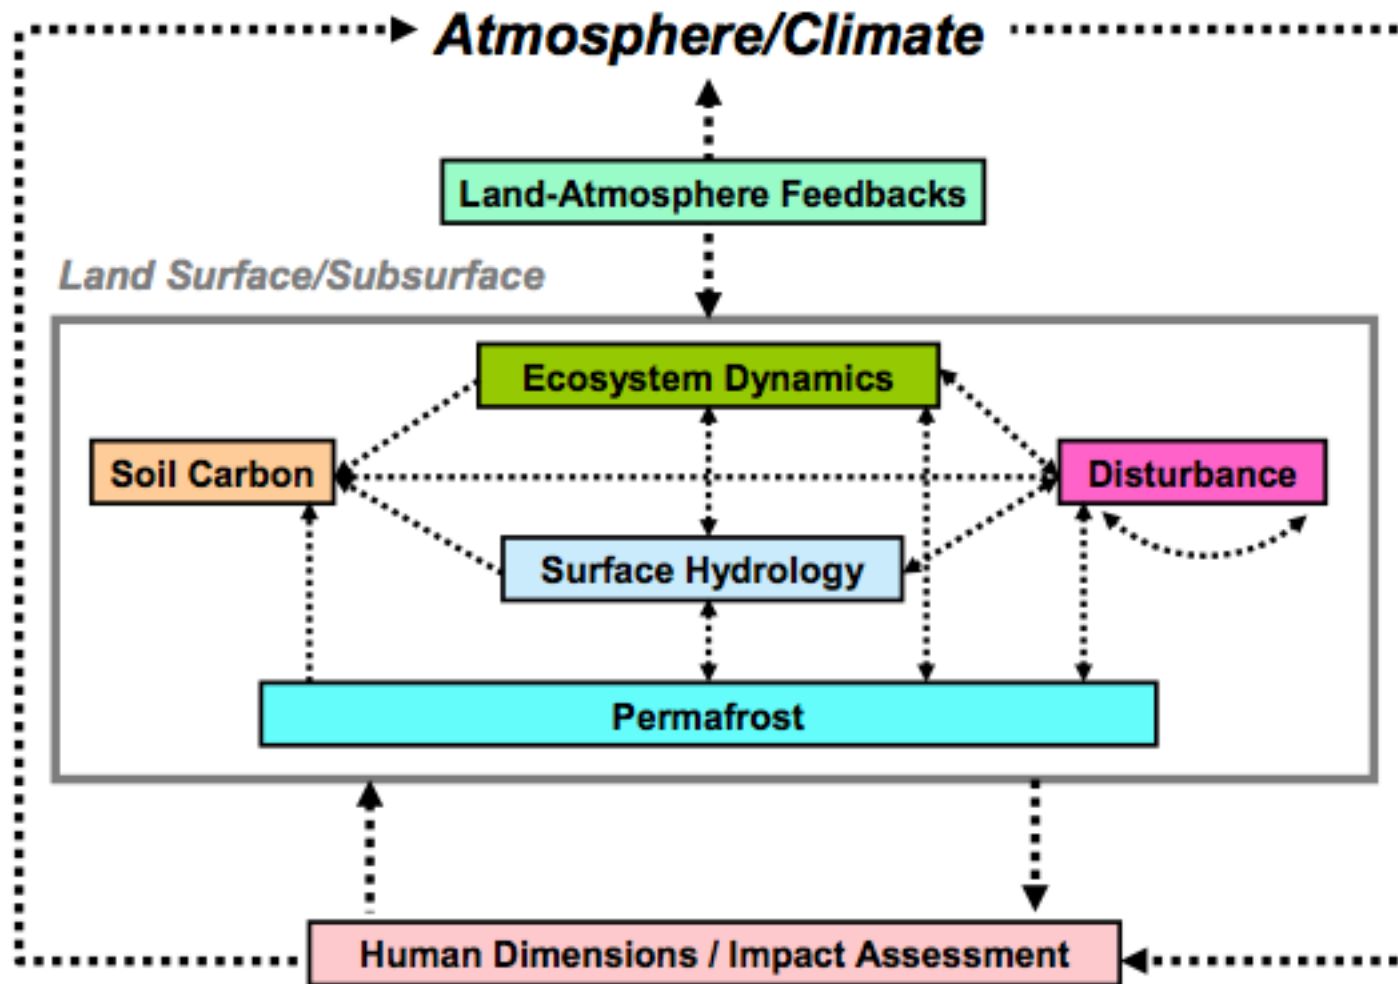 Atmosphere/Climate
Land-Atmosphere Feedbacks
Land Surface/Subsurface
Ecosystem Dynamics
Soil Carbon
Disturbance
Surface Hydrology
Permafrost
Human Dimensions / Impact Assessment